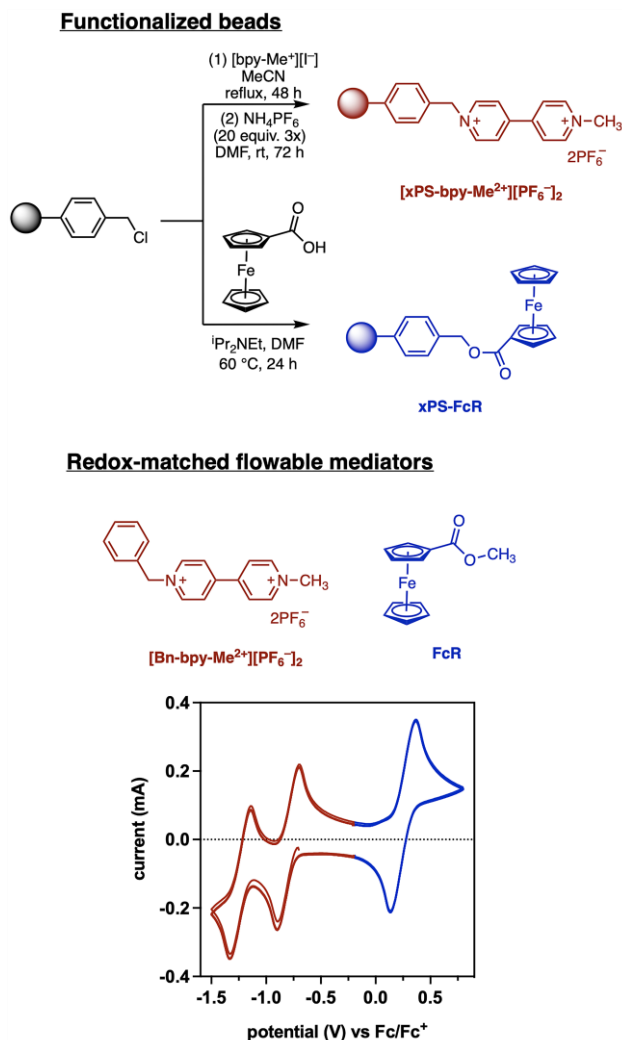 Functionalized beads
(1) [bpy-Me⁺][I⁻]
MeCN
reflux, 48 h
(2) NH₄PF₆
(20 equiv. 3x)
DMF, rt, 72 h
N⁺
N⁺
CH₃
2PF₆⁻
[xPS-bpy-Me²⁺][PF₆⁻]₂
Cl
O
OH
Fe
ⁱPr₂NEt, DMF
60 °C, 24 h
Fe
O
O
xPS-FcR
Redox-matched flowable mediators
N⁺
N⁺
CH₃
2PF₆⁻
[Bn-bpy-Me²⁺][PF₆⁻]₂
O
O
CH₃
Fe
FcR
current (mA)
0.4
0.2
0.0
-0.2
-0.4
-1.5 -1.0 -0.5 0.0 0.5
potential (V) vs Fc/Fc⁺